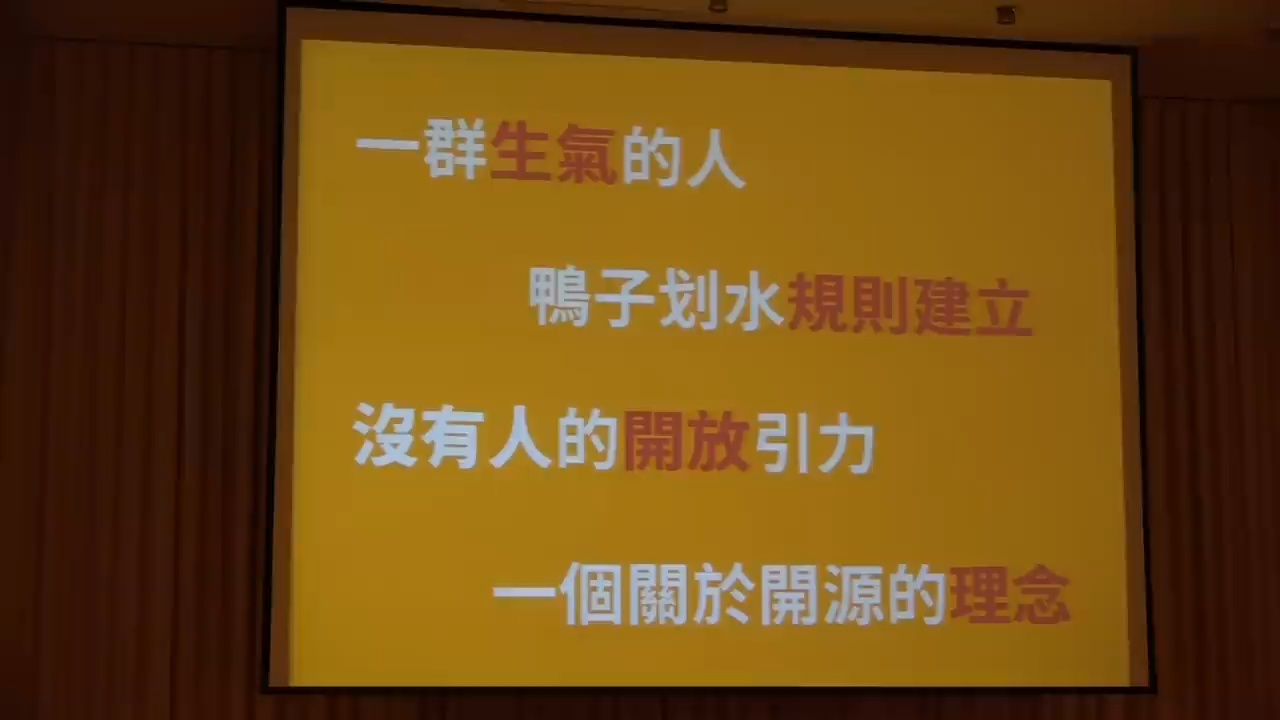 一群生氣的人
鴨子划水規則建立
沒有人的開放引力
一個關於開源的理念